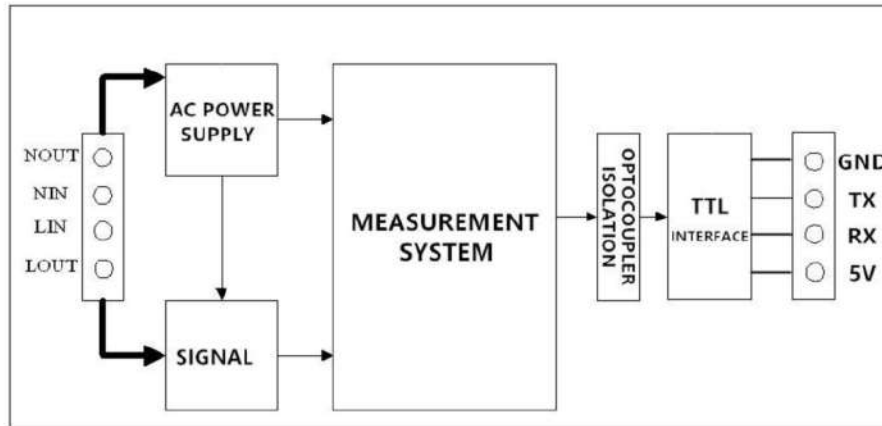 NOUT
NIN
LIN
LOUT
AC POWER
SUPPLY
SIGNAL
MEASUREMENT
SYSTEM
OPTOCOUPLER
ISOLATION
TTL
INTERFACE
GND
TX
RX
5V